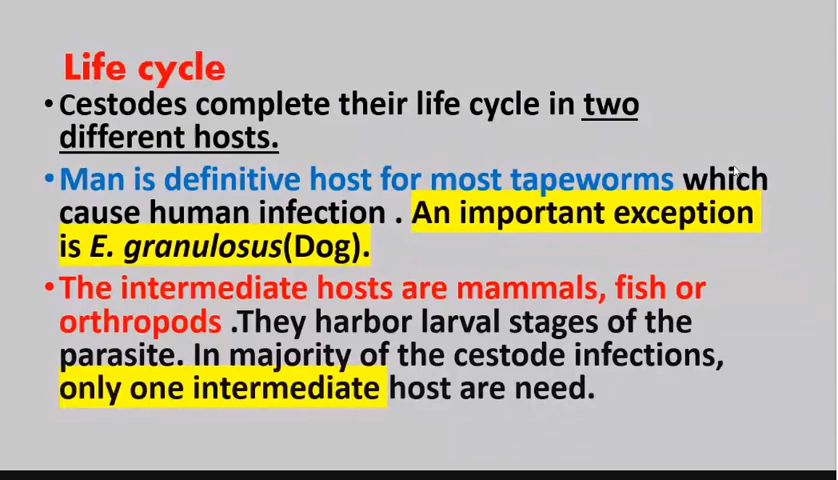 Life cycle
• Cestodes complete their life cycle in two
different hosts.
• Man is definitive host for most tapeworms which
cause human infection . An important exception
is E. granulosus(Dog).
• The intermediate hosts are mammals, fish or
orthropods .They harbor larval stages of the
parasite. In majority of the cestode infections,
only one intermediate host are need.